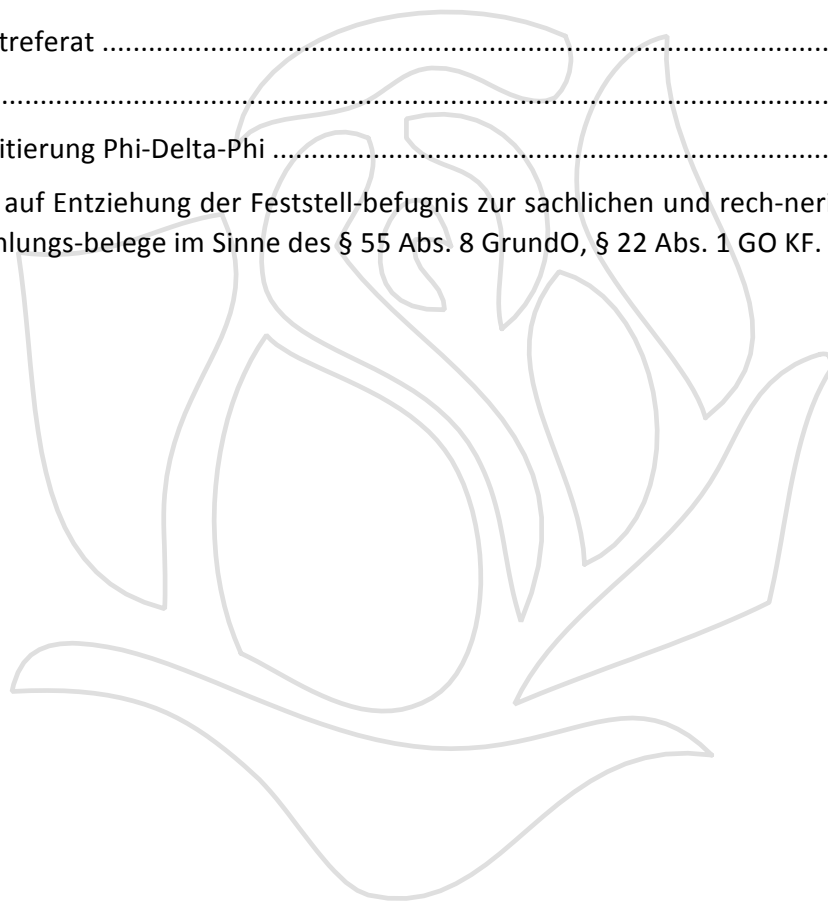 treferat ..........................................................................................................
..........................................................................................................................
itierung Phi-Delta-Phi ....................................................................................
auf Entziehung der Feststell-befugnis zur sachlichen und rech-neri
hlungs-belege im Sinne des § 55 Abs. 8 GrundO, § 22 Abs. 1 GO KF.